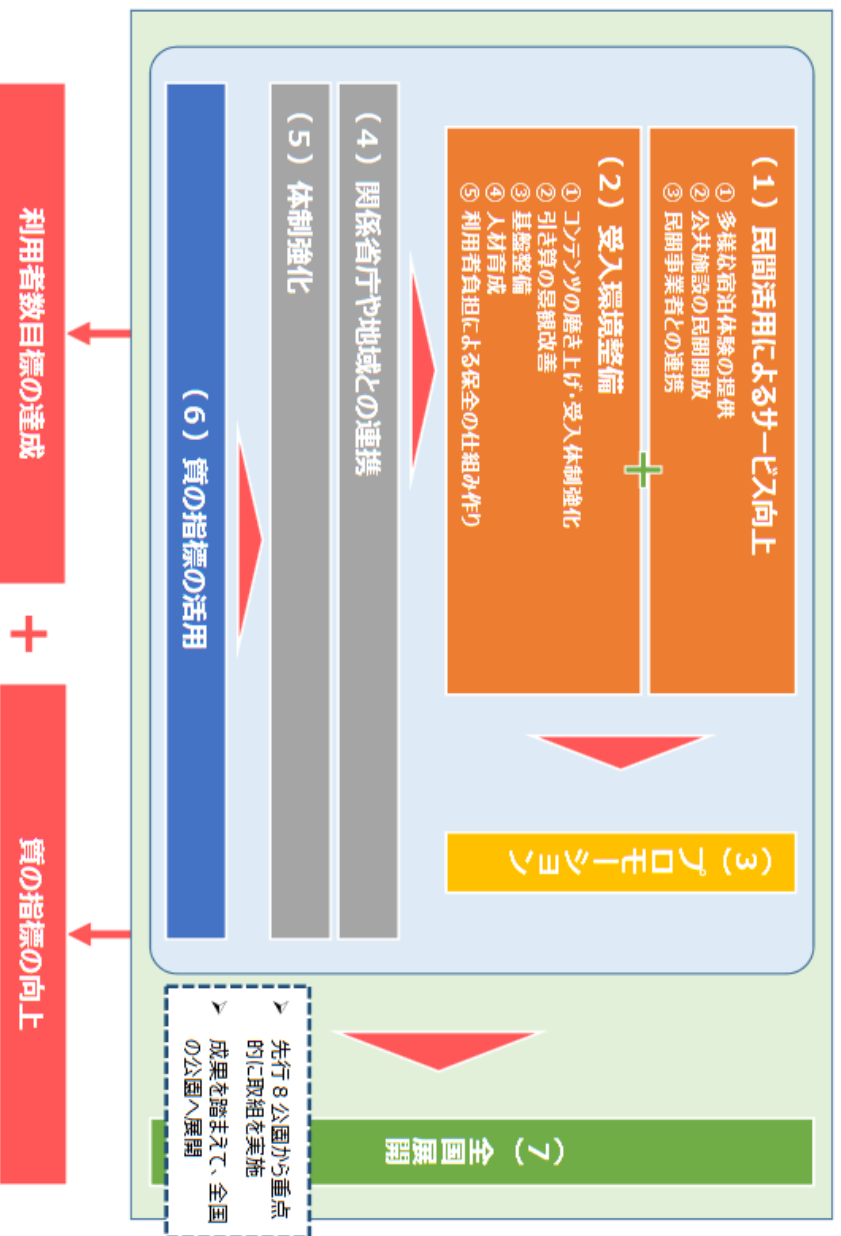 (1) 民間活用によるサービス向上
① 多様な宿泊体験の提供
② 公共施設の民間開放
③ 民間事業者との連携
+
(2) 受入環境整備
① コンテンツの磨き上げ・受入体制強化
② 引き算の景観改善
③ 基盤整備
④ 人材育成
⑤ 利用者負担による保全の仕組み作り
(3) プロモーション
(4) 関係省庁や地域との連携
(5) 体制強化
(6) 質の指標の活用
(7) 全国展開
➢ 先行8公園から重点
的に取組を実施
➢ 成果を踏まえて、全国
の公園へ展開
利用者数目標の達成
+
質の指標の向上